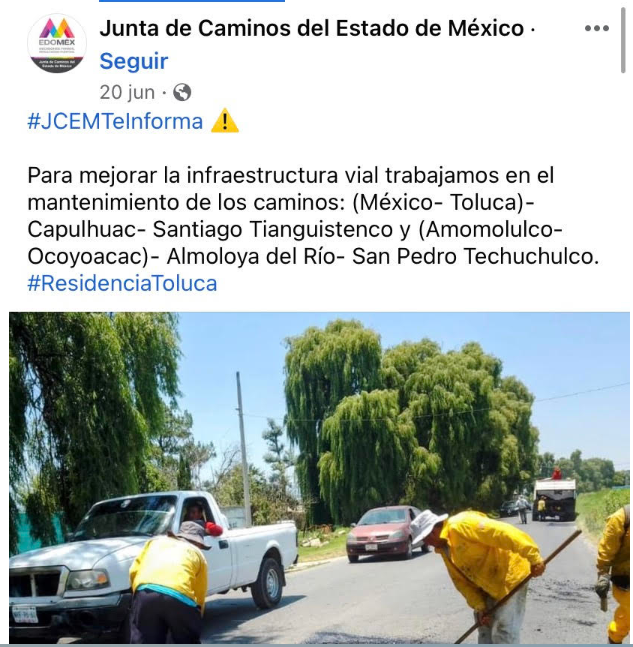 Junta de Caminos del Estado de México ·
EDOMÉX
Seguir
20 jun ·
#JCEMTeInforma
Para mejorar la infraestructura vial trabajamos en el
mantenimiento de los caminos: (México- Toluca)-
Capulhuac- Santiago Tianguistenco y (Amomolulco-
Ocoyoacac)- Almoloya del Río- San Pedro Techuchulco.
#ResidenciaToluca